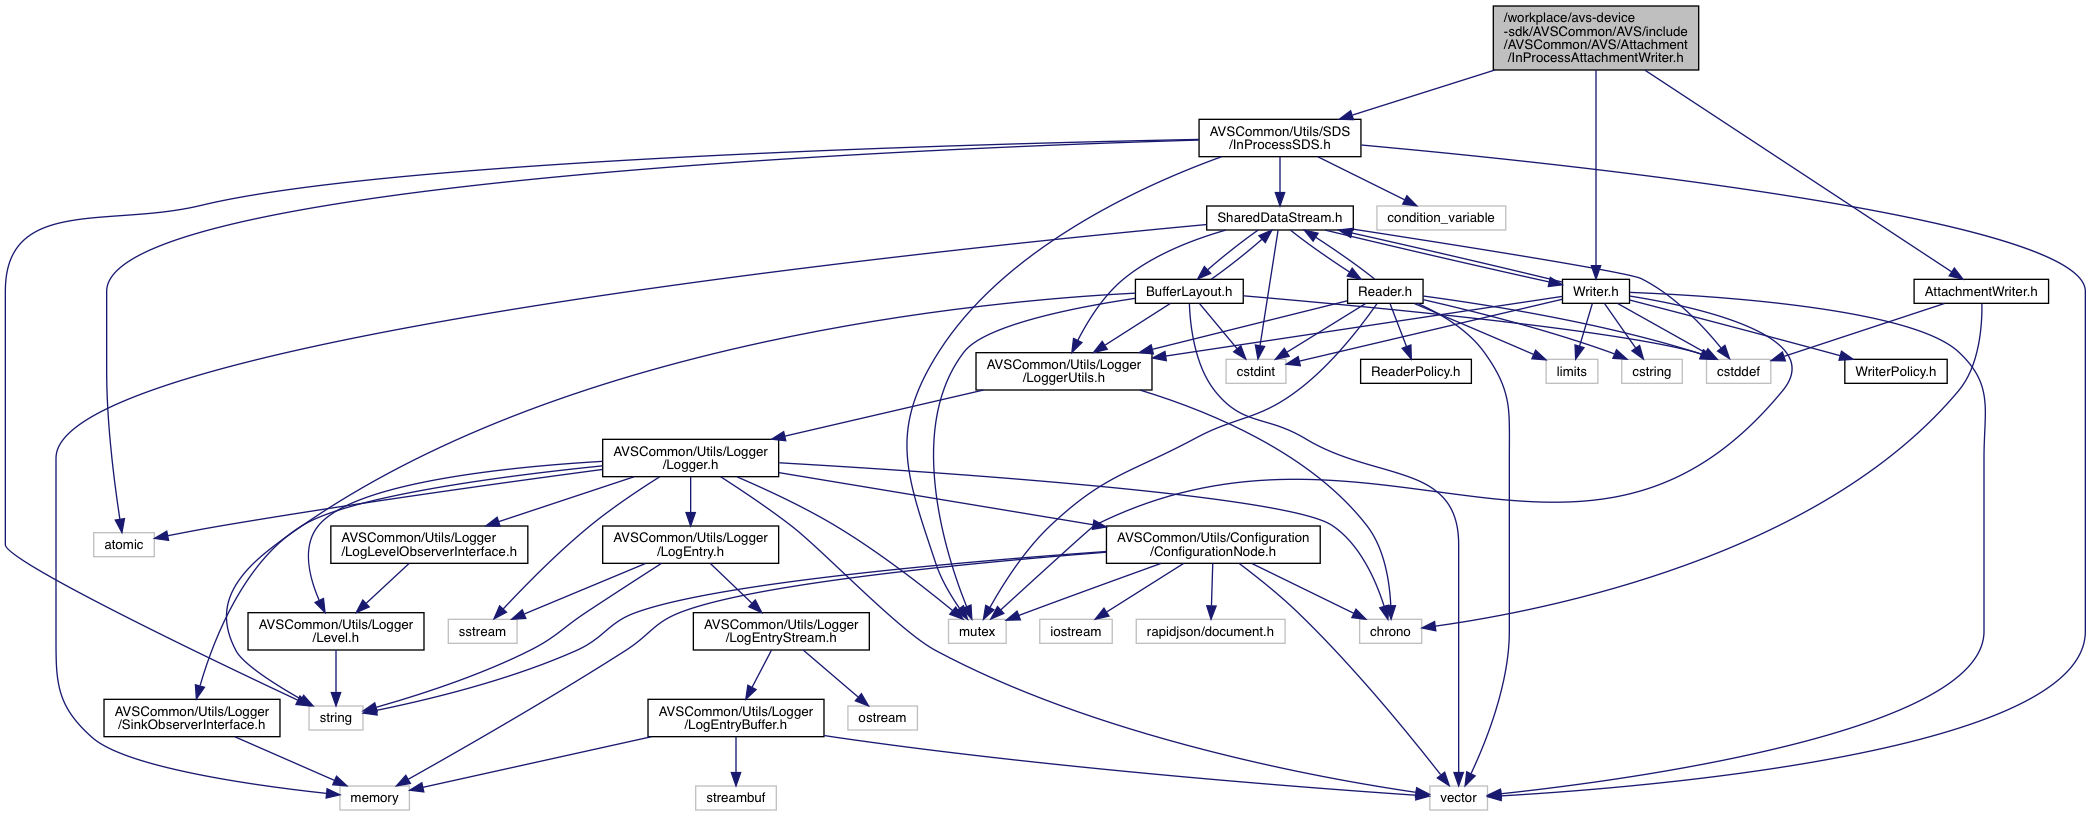 /workplace/avs-device
-sdk/AVSCommon/AVS/include
/AVSCommon/AVS/Attachment
/InProcessAttachmentWriter.h
AVSCommon/Utils/SDS
/InProcessSDS.h
SharedDataStream.h
condition_variable
BufferLayout.h
Reader.h
Writer.h
AttachmentWriter.h
AVSCommon/Utils/Logger
/LoggerUtils.h
cstdint
ReaderPolicy.h
limits
cstring
cstddef
WriterPolicy.h
AVSCommon/Utils/Logger
/Logger.h
atomic
AVSCommon/Utils/Logger
/LogLevelObserverInterface.h
AVSCommon/Utils/Logger
/LogEntry.h
AVSCommon/Utils/Configuration
/ConfigurationNode.h
AVSCommon/Utils/Logger
/Level.h
sstream
AVSCommon/Utils/Logger
/LogEntryStream.h
mutex
iostream
rapidjson/document.h
chrono
AVSCommon/Utils/Logger
/SinkObserverInterface.h
string
AVSCommon/Utils/Logger
/LogEntryBuffer.h
ostream
memory
streambuf
vector